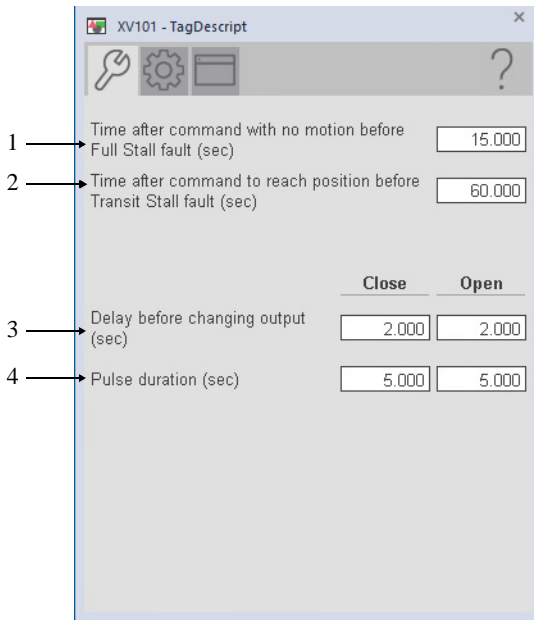 XV101 - TagDescript
×
?
1
Time after command with no motion before
Full Stall fault (sec)
15.000
2
Time after command to reach position before
Transit Stall fault (sec)
60.000
Close Open
3
Delay before changing output
(sec)
2.000 2.000
4
Pulse duration (sec)
5.000 5.000